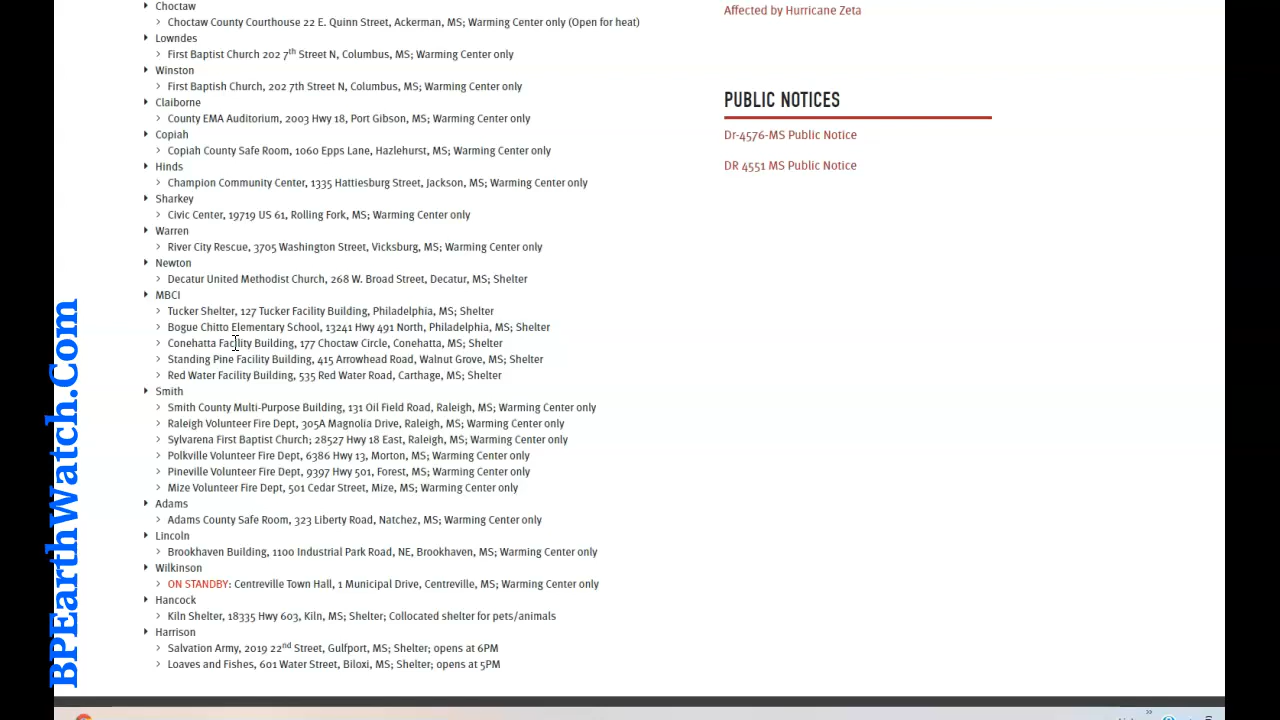 Choctaw
Choctaw County Courthouse 22 E. Quinn Street, Ackerman, MS; Warming Center only (Open for heat)
Lowndes
First Baptist Church 202 7th Street N, Columbus, MS; Warming Center only
Winston
First Baptish Church, 202 7th Street N, Columbus, MS; Warming Center only
Claiborne
County EMA Auditorium, 2003 Hwy 18, Port Gibson, MS; Warming Center only
Copiah
Copiah County Safe Room, 1060 Epps Lane, Hazlehurst, MS; Warming Center only
Hinds
Champion Community Center, 1335 Hattiesburg Street, Jackson, MS; Warming Center only
Sharkey
Civic Center, 19719 US 61, Rolling Fork, MS; Warming Center only
Warren
River City Rescue, 3705 Washington Street, Vicksburg, MS; Warming Center only
Newton
Decatur United Methodist Church, 268 W. Broad Street, Decatur, MS; Shelter
MBCI
Tucker Shelter, 127 Tucker Facility Building, Philadelphia, MS; Shelter
Bogue Chitto Elementary School, 13241 Hwy 491 North, Philadelphia, MS; Shelter
Conehatta Facility Building, 177 Choctaw Circle, Conehatta, MS; Shelter
Standing Pine Facility Building, 415 Arrowhead Road, Walnut Grove, MS; Shelter
Red Water Facility Building, 535 Red Water Road, Carthage, MS; Shelter
Smith
Smith County Multi-Purpose Building, 131 Oil Field Road, Raleigh, MS; Warming Center only
Raleigh Volunteer Fire Dept, 305A Magnolia Drive, Raleigh, MS; Warming Center only
Sylvarena First Baptist Church; 28527 Hwy 18 East, Raleigh, MS; Warming Center only
Polkville Volunteer Fire Dept, 6386 Hwy 13, Morton, MS; Warming Center only
Pineville Volunteer Fire Dept, 9397 Hwy 501, Forest, MS; Warming Center only
Mize Volunteer Fire Dept, 501 Cedar Street, Mize, MS; Warming Center only
Adams
Adams County Safe Room, 323 Liberty Road, Natchez, MS; Warming Center only
Lincoln
Brookhaven Building, 1100 Industrial Park Road, NE, Brookhaven, MS; Warming Center only
Wilkinson
ON STANDBY: Centreville Town Hall, 1 Municipal Drive, Centreville, MS; Warming Center only
Hancock
Kiln Shelter, 18335 Hwy 603, Kiln, MS; Shelter; Collocated shelter for pets/animals
Harrison
Salvation Army, 2019 22nd Street, Gulfport, MS; Shelter; opens at 6PM
Loaves and Fishes, 601 Water Street, Biloxi, MS; Shelter; opens at 5PM
Affected by Hurricane Zeta
PUBLIC NOTICES
Dr-4576-MS Public Notice
DR 4551 MS Public Notice
BPEarthWatch.Com